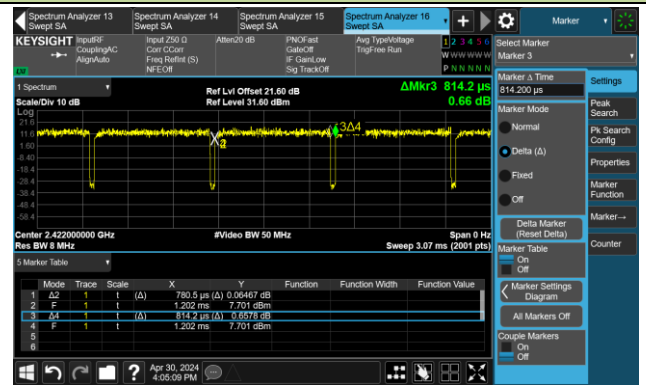 Spectrum Analyzer 13
Swept SA
Spectrum Analyzer 14
Swept SA
Spectrum Analyzer 15
Swept SA
Spectrum Analyzer 16
Swept SA
Marker
KEYSIGHT
Input RF
Coupling AC
Align Auto
Input Z 50 Ω
Corr CCorr
Freq Ref Int (S)
NFE Off
Atten 20 dB
PNO Fast
Gate Off
IF Gain Low
Sig Track Off
Avg Type Voltage
Trig Free Run
1 2 3 4 5 6
W W W W W W
P N N N N N
Select Marker
Marker 3
1 Spectrum
Scale/Div 10 dB
Log
Ref Lvl Offset 21.60 dB
Ref Level 31.60 dBm
ΔMkr3 814.2 µs
0.66 dB
21.6
11.6
1.60
-8.40
-18.4
-28.4
-38.4
-48.4
-58.4
3Δ4
Center 2.422000000 GHz
Res BW 8 MHz
#Video BW 50 MHz
Span 0 Hz
Sweep 3.07 ms (2001 pts)
5 Marker Table
Mode Trace Scale X Y Function Function Width Function Value
1 Δ2 1 t (Δ) 780.5 µs (Δ) 0.06467 dB
2 F 1 t 1.202 ms 7.701 dBm
3 Δ4 1 t (Δ) 814.2 µs (Δ) 0.6578 dB
4 F 1 t 1.202 ms 7.701 dBm
5
6
Marker Δ Time
814.200 µs
Marker Mode
Normal
Delta (Δ)
Fixed
Off
Delta Marker
(Reset Delta)
Marker Table
On
Off
Marker Settings
Diagram
All Markers Off
Couple Markers
On
Off
Settings
Peak
Search
Pk Search
Config
Properties
Marker
Function
Marker→
Counter
Apr 30, 2024
4:05:09 PM